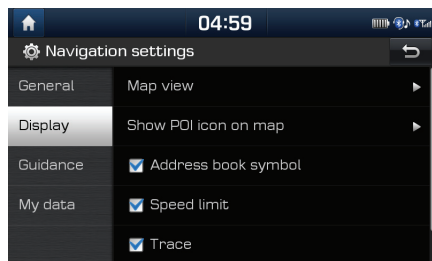 04:59
Navigation settings
General
Map view
Display
Show POI icon on map
Guidance
Address book symbol
My data
Speed limit
Trace